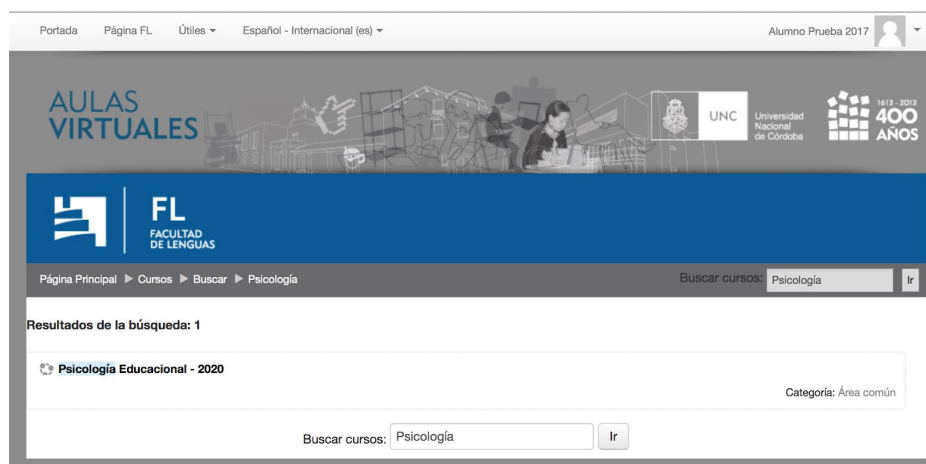 Portada Página FL Útiles Español - Internacional (es) Alumno Prueba 2017
AULAS
VIRTUALES
UNC
Universidad
Nacional
de Córdoba
1613 - 2013
400
AÑOS
FL
FACULTAD
DE LENGUAS
Página Principal Cursos Buscar Psicología Buscar cursos: Psicología Ir
Resultados de la búsqueda: 1
Psicología Educacional - 2020
Categoría: Área común
Buscar cursos: Psicología Ir